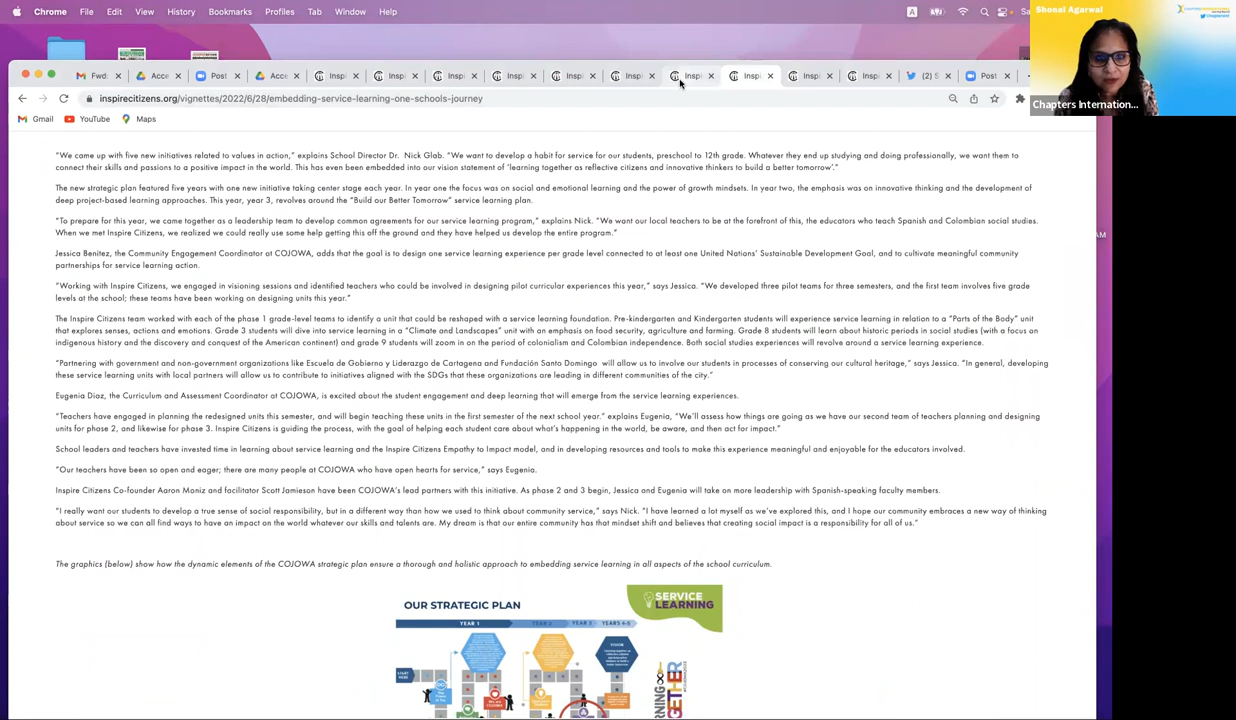 Chrome File Edit View History Bookmarks Profiles Tab Window Help
A
Sa
Shonal Agarwal
CHAPTERS INTERNATIONAL
Chapters Internation...
Fwd: Acce Post Acce Inspi Inspi Inspi Inspi Inspi Inspi Inspi Inspi Inspi Inspi (2) S Post
inspirecitizens.org/vignettes/2022/6/28/embedding-service-learning-one-schools-journey
Gmail YouTube Maps
AM
"We came up with five new initiatives related to values in action," explains School Director Dr. Nick Glab. "We want to develop a habit for service for our students, preschool to 12th grade. Whatever they end up studying and doing professionally, we want them to
connect their skills and passions to a positive impact in the world. This has even been embedded into our vision statement of 'learning together as reflective citizens and innovative thinkers to build a better tomorrow'."
The new strategic plan featured five years with one new initiative taking center stage each year. In year one the focus was on social and emotional learning and the power of growth mindsets. In year two, the emphasis was on innovative thinking and the development of
deep project-based learning approaches. This year, year 3, revolves around the "Build our Better Tomorrow" service learning plan.
"To prepare for this year, we came together as a leadership team to develop common agreements for our service learning program," explains Nick. "We want our local teachers to be at the forefront of this, the educators who teach Spanish and Colombian social studies.
When we met Inspire Citizens, we realized we could really use some help getting this off the ground and they have helped us develop the entire program."
Jessica Benitez, the Community Engagement Coordinator at COJOWA, adds that the goal is to design one service learning experience per grade level connected to at least one United Nations' Sustainable Development Goal, and to cultivate meaningful community
partnerships for service learning action.
"Working with Inspire Citizens, we engaged in visioning sessions and identified teachers who could be involved in designing pilot curricular experiences this year," says Jessica. "We developed three pilot teams for three semesters, and the first team involves five grade
levels at the school; these teams have been working on designing units this year."
The Inspire Citizens team worked with each of the phase 1 grade-level teams to identify a unit that could be reshaped with a service learning foundation. Pre-kindergarten and Kindergarten students will experience service learning in relation to a "Parts of the Body" unit
that explores senses, actions and emotions. Grade 3 students will dive into service learning in a "Climate and Landscapes" unit with an emphasis on food security, agriculture and farming. Grade 8 students will learn about historic periods in social studies (with a focus on
indigenous history and the discovery and conquest of the American continent) and grade 9 students will zoom in on the period of colonialism and Colombian independence. Both social studies experiences will revolve around a service learning experience.
"Partnering with government and non-government organizations like Escuela de Gobierno y Liderazgo de Cartagena and Fundación Santo Domingo will allow us to involve our students in processes of conserving our cultural heritage," says Jessica. "In general, developing
these service learning units with local partners will allow us to contribute to initiatives aligned with the SDGs that these organizations are leading in different communities of the city."
Eugenia Diaz, the Curriculum and Assessment Coordinator at COJOWA, is excited about the student engagement and deep learning that will emerge from the service learning experiences.
"Teachers have engaged in planning the redesigned units this semester, and will begin teaching these units in the first semester of the next school year." explains Eugenia, "We'll assess how things are going as we have our second team of teachers planning and designing
units for phase 2, and likewise for phase 3. Inspire Citizens is guiding the process, with the goal of helping each student care about what's happening in the world, be aware, and then act for impact."
School leaders and teachers have invested time in learning about service learning and the Inspire Citizens Empathy to Impact model, and in developing resources and tools to make this experience meaningful and enjoyable for the educators involved.
"Our teachers have been so open and eager; there are many people at COJOWA who have open hearts for service," says Eugenia.
Inspire Citizens Co-founder Aaron Moniz and facilitator Scott Jamieson have been COJOWA's lead partners with this initiative. As phase 2 and 3 begin, Jessica and Eugenia will take on more leadership with Spanish-speaking faculty members.
"I really want our students to develop a true sense of social responsibility, but in a different way than how we used to think about community service," says Nick. "I have learned a lot myself as we've explored this, and I hope our community embraces a new way of thinking
about service so we can all find ways to have an impact on the world whatever our skills and talents are. My dream is that our entire community has that mindset shift and believes that creating social impact is a responsibility for all of us."
The graphics (below) show how the dynamic elements of the COJOWA strategic plan ensure a thorough and holistic approach to embedding service learning in all aspects of the school curriculum.
OUR STRATEGIC PLAN
SERVICE
LEARNING
YEAR 1 YEAR 2 YEAR 3 YEARS 4-5